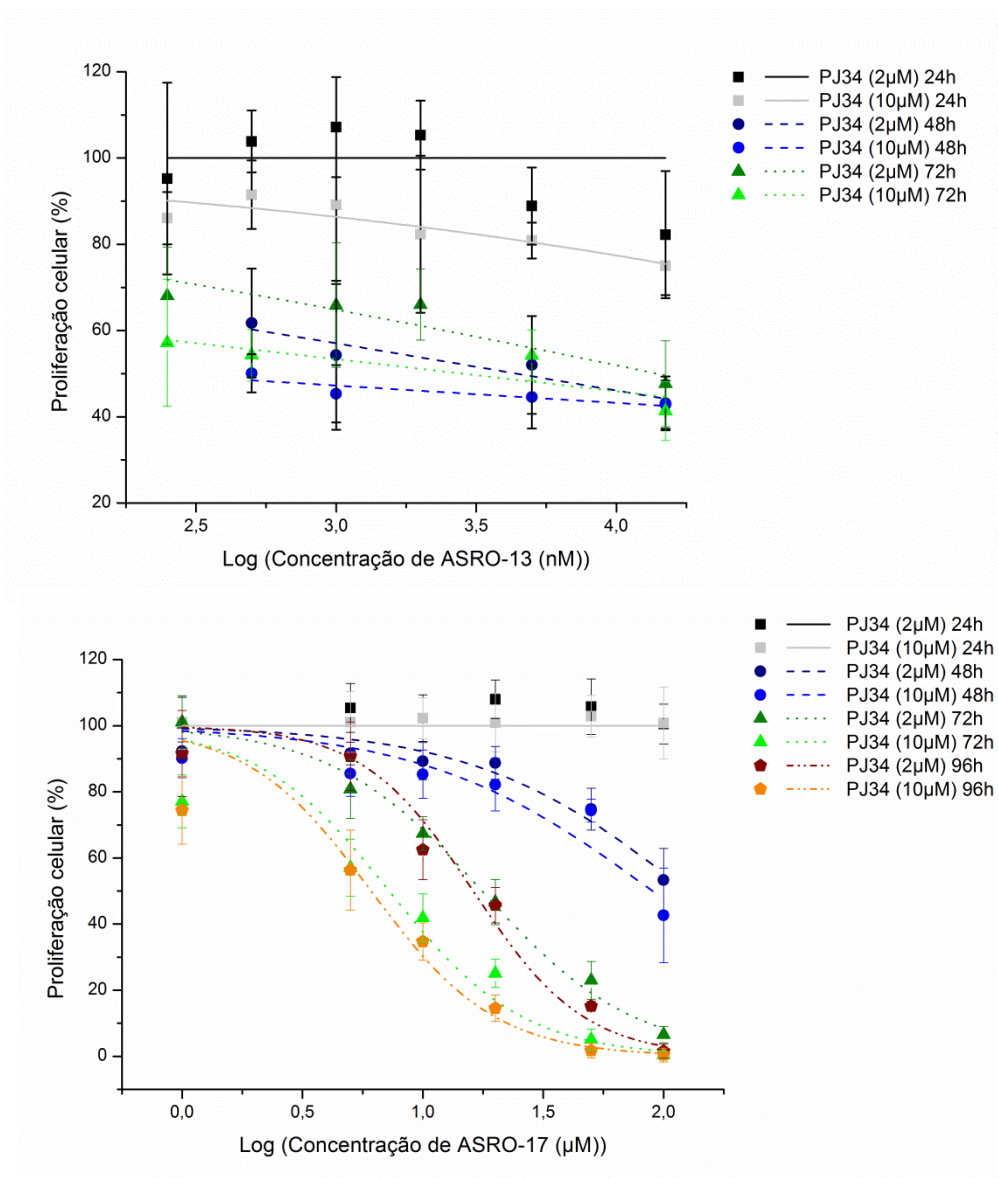 120
100
80
60
40
20
Proliferação celular (%)
2,5
3,0
3,5
4,0
Log (Concentração de ASRO-13 (nM))
PJ34 (2µM) 24h
PJ34 (10µM) 24h
PJ34 (2µM) 48h
PJ34 (10µM) 48h
PJ34 (2µM) 72h
PJ34 (10µM) 72h
120
100
80
60
40
20
0
Proliferação celular (%)
0,0
0,5
1,0
1,5
2,0
Log (Concentração de ASRO-17 (µM))
PJ34 (2µM) 24h
PJ34 (10µM) 24h
PJ34 (2µM) 48h
PJ34 (10µM) 48h
PJ34 (2µM) 72h
PJ34 (10µM) 72h
PJ34 (2µM) 96h
PJ34 (10µM) 96h